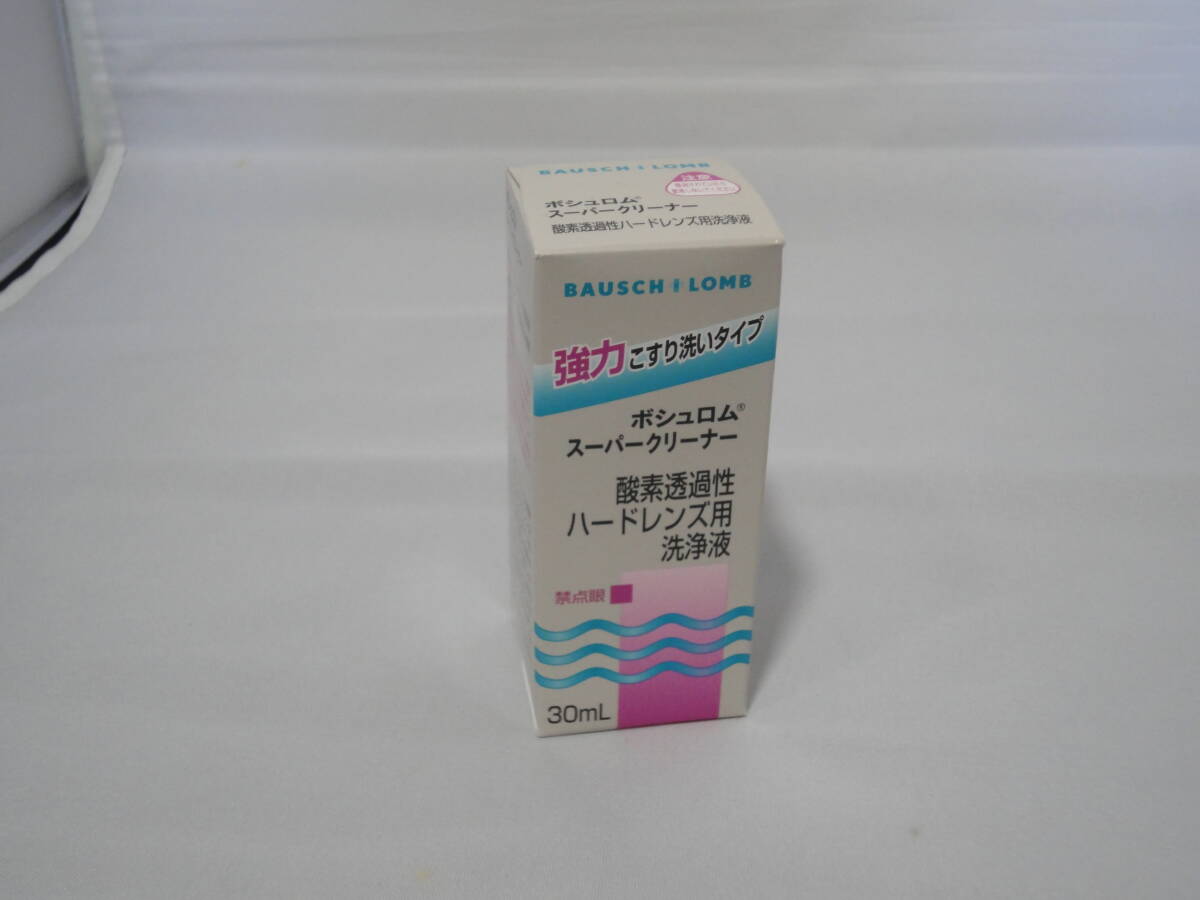 BAUSCH+LOMB
ボシュロム®
スーパークリーナー
酸素透過性ハードレンズ用洗浄液
注意
BAUSCH+LOMB
強力こすり洗いタイプ
ボシュロム®
スーパークリーナー
酸素透過性
ハードレンズ用
洗浄液
禁点眼
30mL